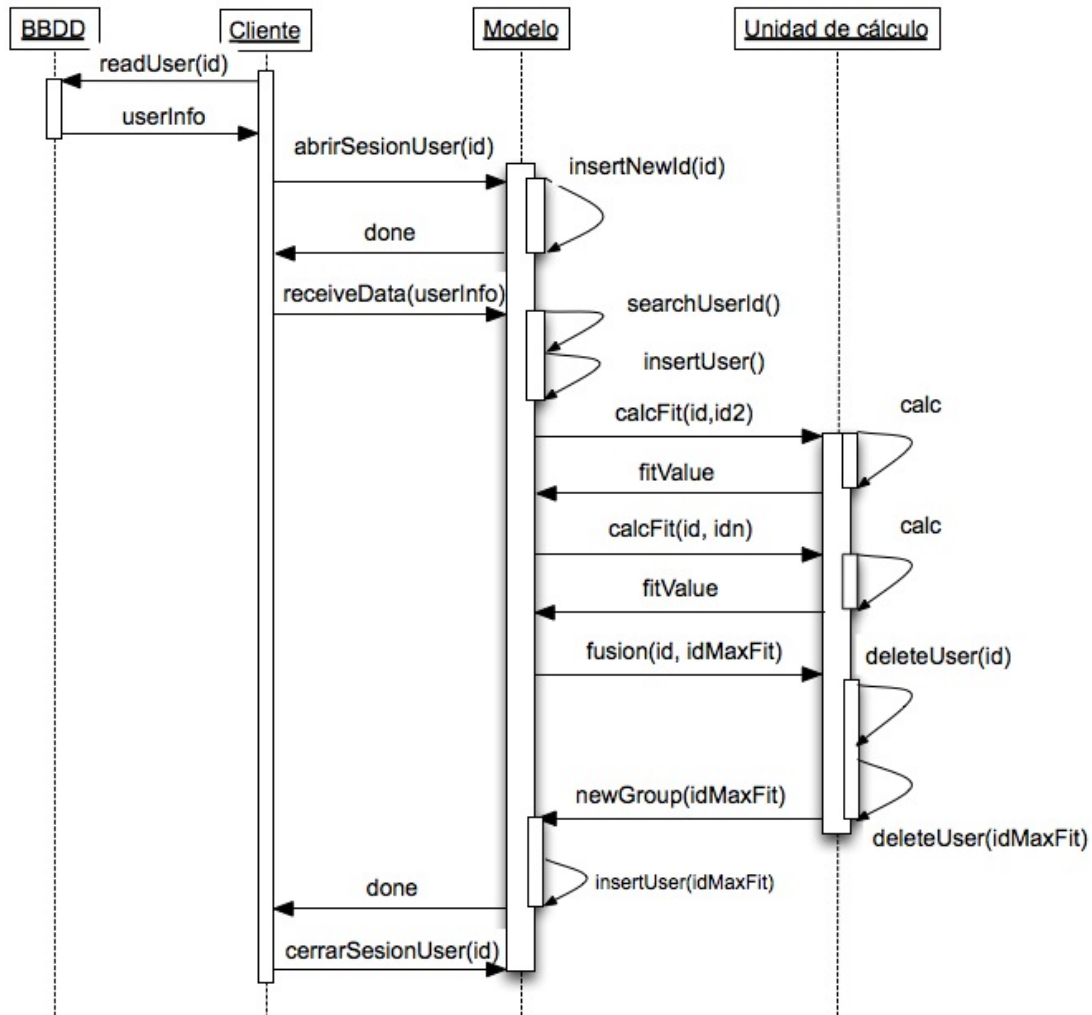 BBDD
Cliente
Modelo
Unidad de cálculo
readUser(id)
userInfo
abrirSesionUser(id)
insertNewId(id)
done
receiveData(userInfo)
searchUserId()
insertUser()
calcFit(id,id2)
calc
fitValue
calcFit(id, idn)
calc
fitValue
fusion(id, idMaxFit)
deleteUser(id)
newGroup(idMaxFit)
deleteUser(idMaxFit)
insertUser(idMaxFit)
done
cerrarSesionUser(id)